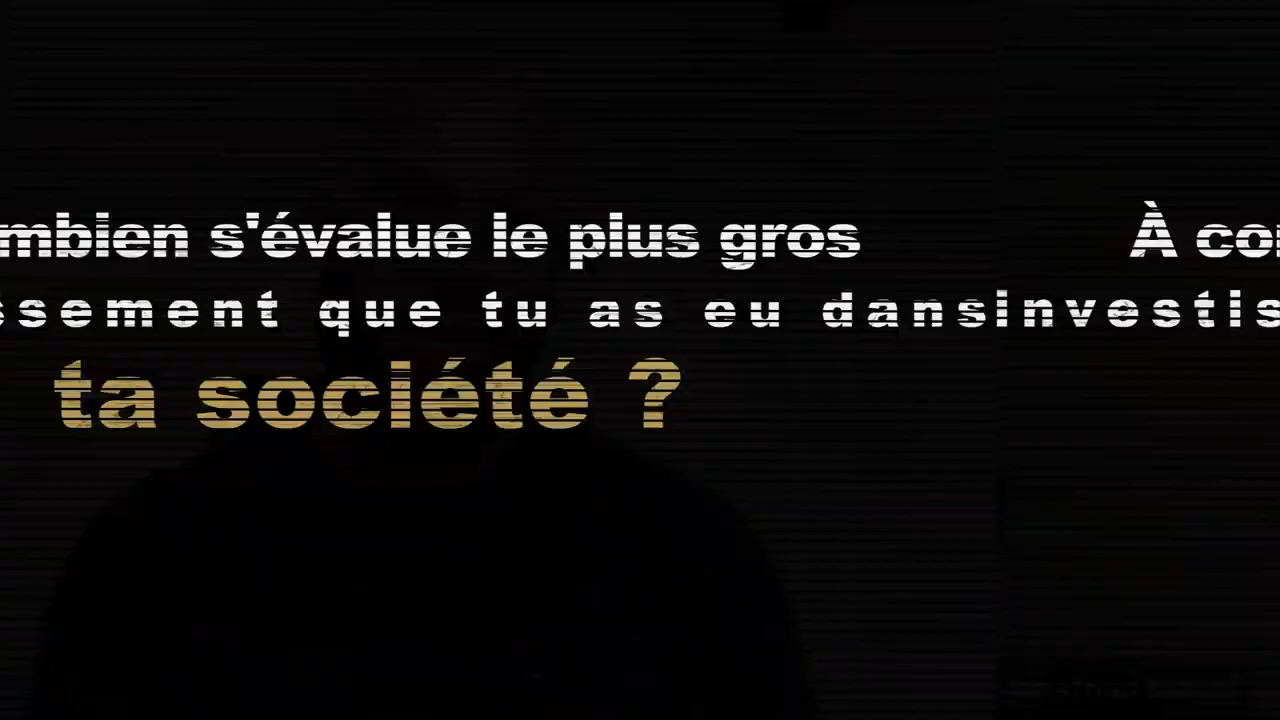 mbien s'évalue le plus gros À co
ssement que tu as eu dansinvestis
ta société ?